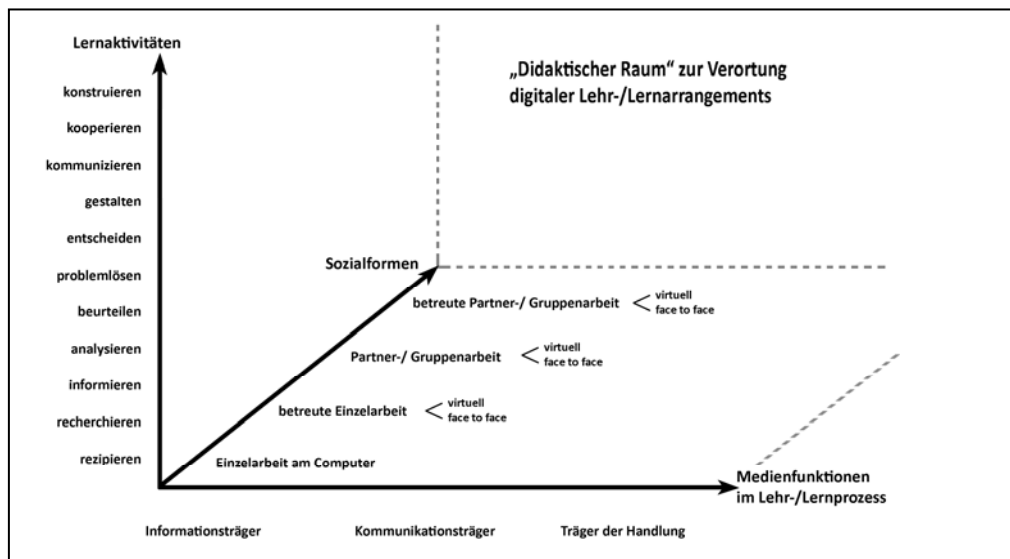 Lernaktivitäten
„Didaktischer Raum“ zur Verortung
digitaler Lehr-/Lernarrangements
konstruieren
kooperieren
kommunizieren
gestalten
entscheiden
problemlösen
beurteilen
analysieren
informieren
recherchieren
rezipieren
Sozialformen
betreute Partner-/ Gruppenarbeit
virtuell
face to face
Partner-/ Gruppenarbeit
virtuell
face to face
betreute Einzelarbeit
virtuell
face to face
Einzelarbeit am Computer
Medienfunktionen
im Lehr-/Lernprozess
Informationsträger
Kommunikationsträger
Träger der Handlung